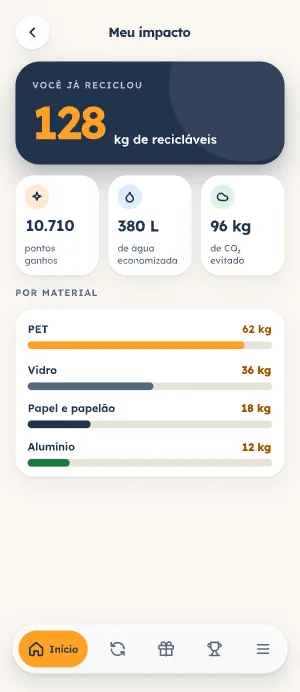 Meu impacto
VOCÊ JÁ RECICLOU
128 kg de recicláveis
10.710
pontos
ganhos
380 L
de água
economizada
96 kg
de CO₂
evitado
POR MATERIAL
PET 62 kg
Vidro 36 kg
Papel e papelão 18 kg
Alumínio 12 kg
Início